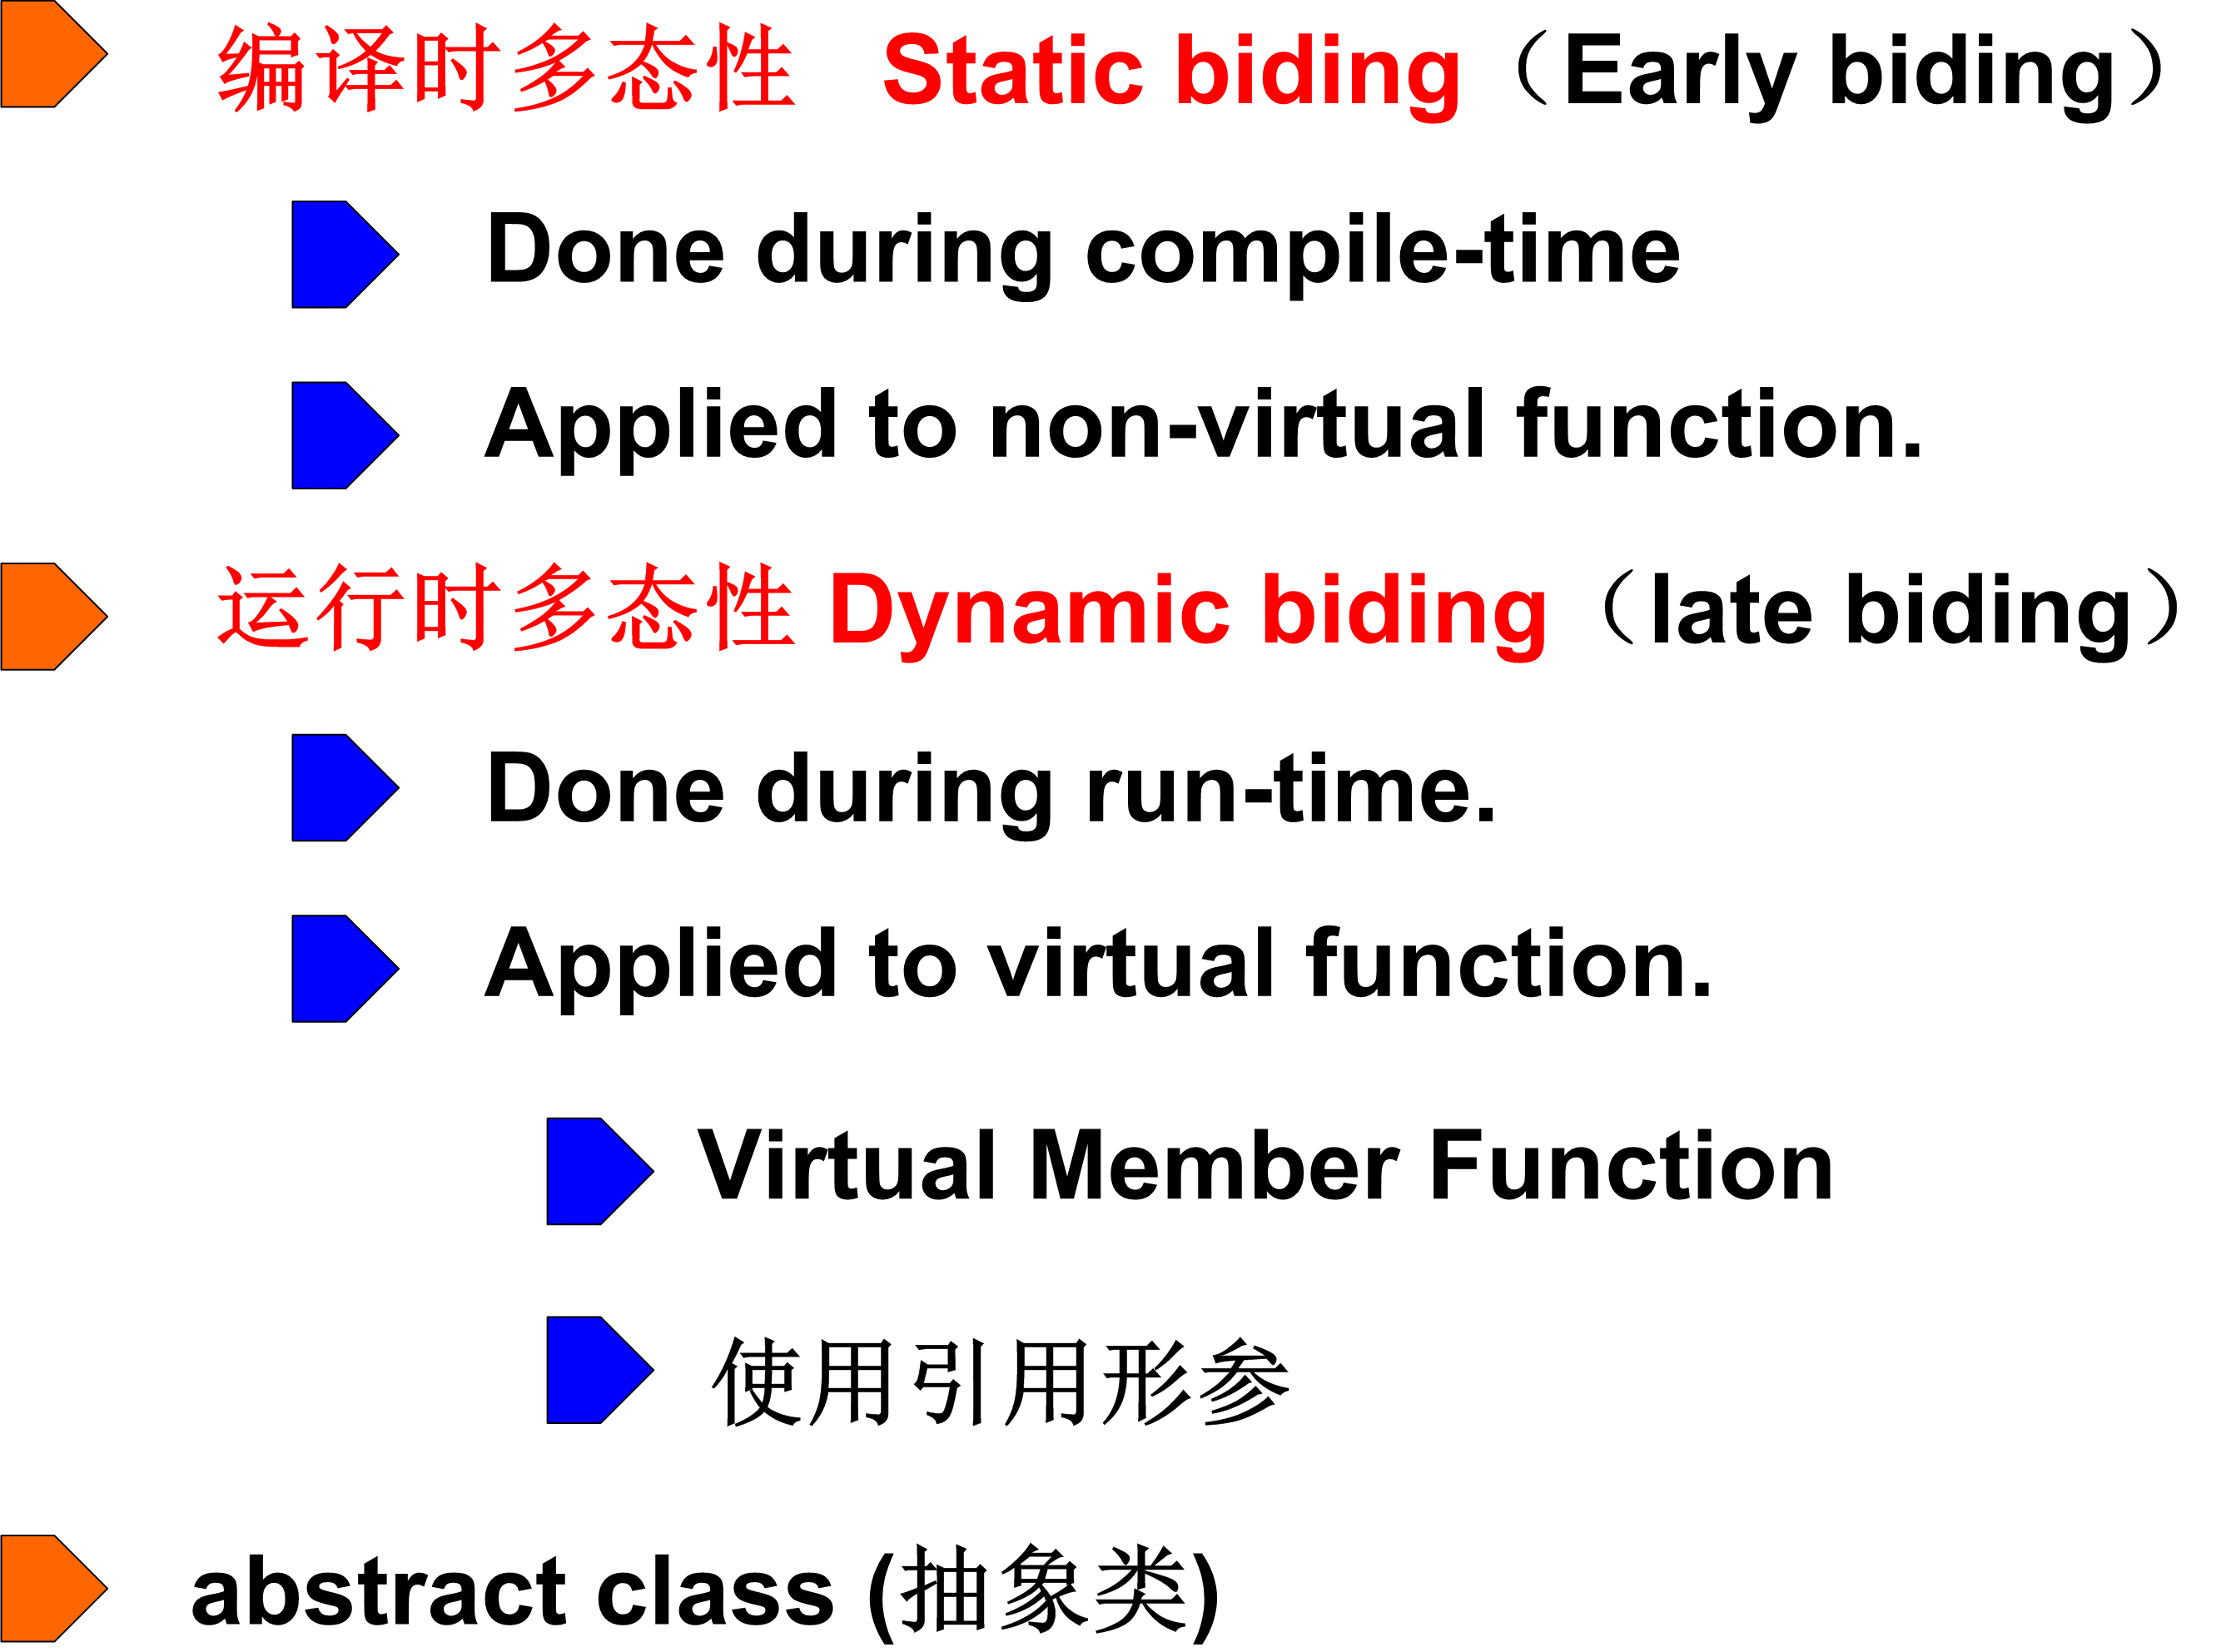 编译时多态性 Static biding（Early biding）
Done during compile-time
Applied to non-virtual function.
运行时多态性 Dynamic biding（late biding）
Done during run-time.
Applied to virtual function.
Virtual Member Function
使用引用形参
abstract class (抽象类)